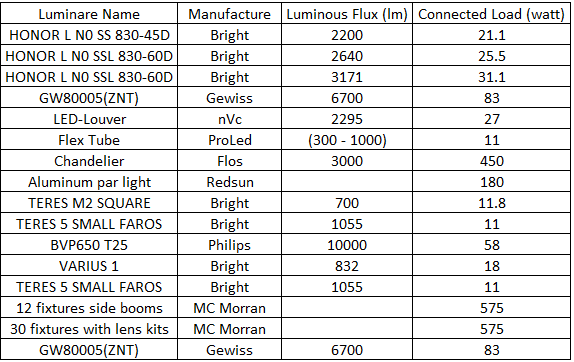 Luminare Name Manufacture Luminous Flux (lm) Connected Load (watt)
HONOR L N0 SS 830-45D Bright 2200 21.1
HONOR L N0 SSL 830-60D Bright 2640 25.5
HONOR L N0 SSL 830-60D Bright 3171 31.1
GW80005(ZNT) Gewiss 6700 83
LED-Louver nVc 2295 27
Flex Tube ProLed (300 - 1000) 11
Chandelier Flos 3000 450
Aluminum par light Redsun 180
TERES M2 SQUARE Bright 700 11.8
TERES 5 SMALL FAROS Bright 1055 11
BVP650 T25 Philips 10000 58
VARIUS 1 Bright 832 18
TERES 5 SMALL FAROS Bright 1055 11
12 fixtures side booms MC Morran 575
30 fixtures with lens kits MC Morran 575
GW80005(ZNT) Gewiss 6700 83